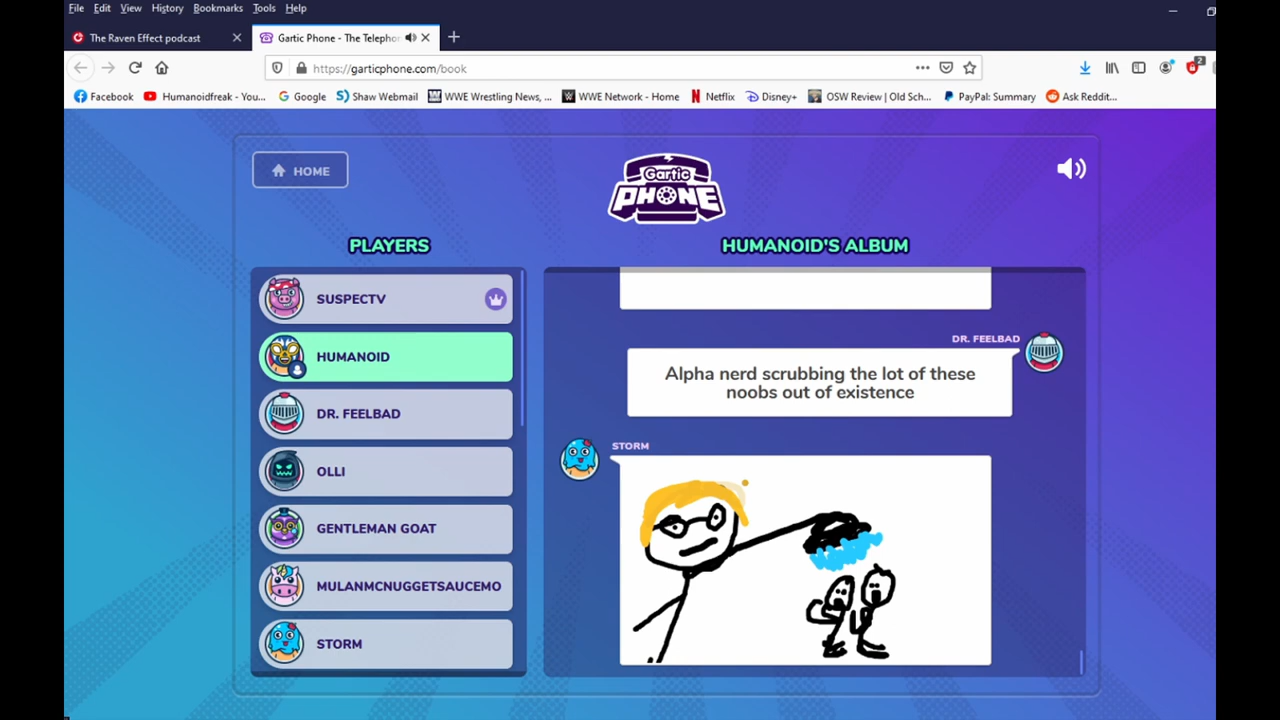 File Edit View History Bookmarks Tools Help
The Raven Effect podcast
Gartic Phone - The Telepho
https://garticphone.com/book
2
Facebook Humanoidfreak - You... Google Shaw Webmail WWE Wrestling News, ... WWE Network - Home Netflix Disney+ OSW Review | Old Sch... PayPal: Summary Ask Reddit...
HOME
Gartic
PHONE
PLAYERS
SUSPECTV
HUMANOID
DR. FEELBAD
OLLI
GENTLEMAN GOAT
MULANMCNUGGETSAUCEMO
STORM
HUMANOID'S ALBUM
DR. FEELBAD
Alpha nerd scrubbing the lot of these
noobs out of existence
STORM